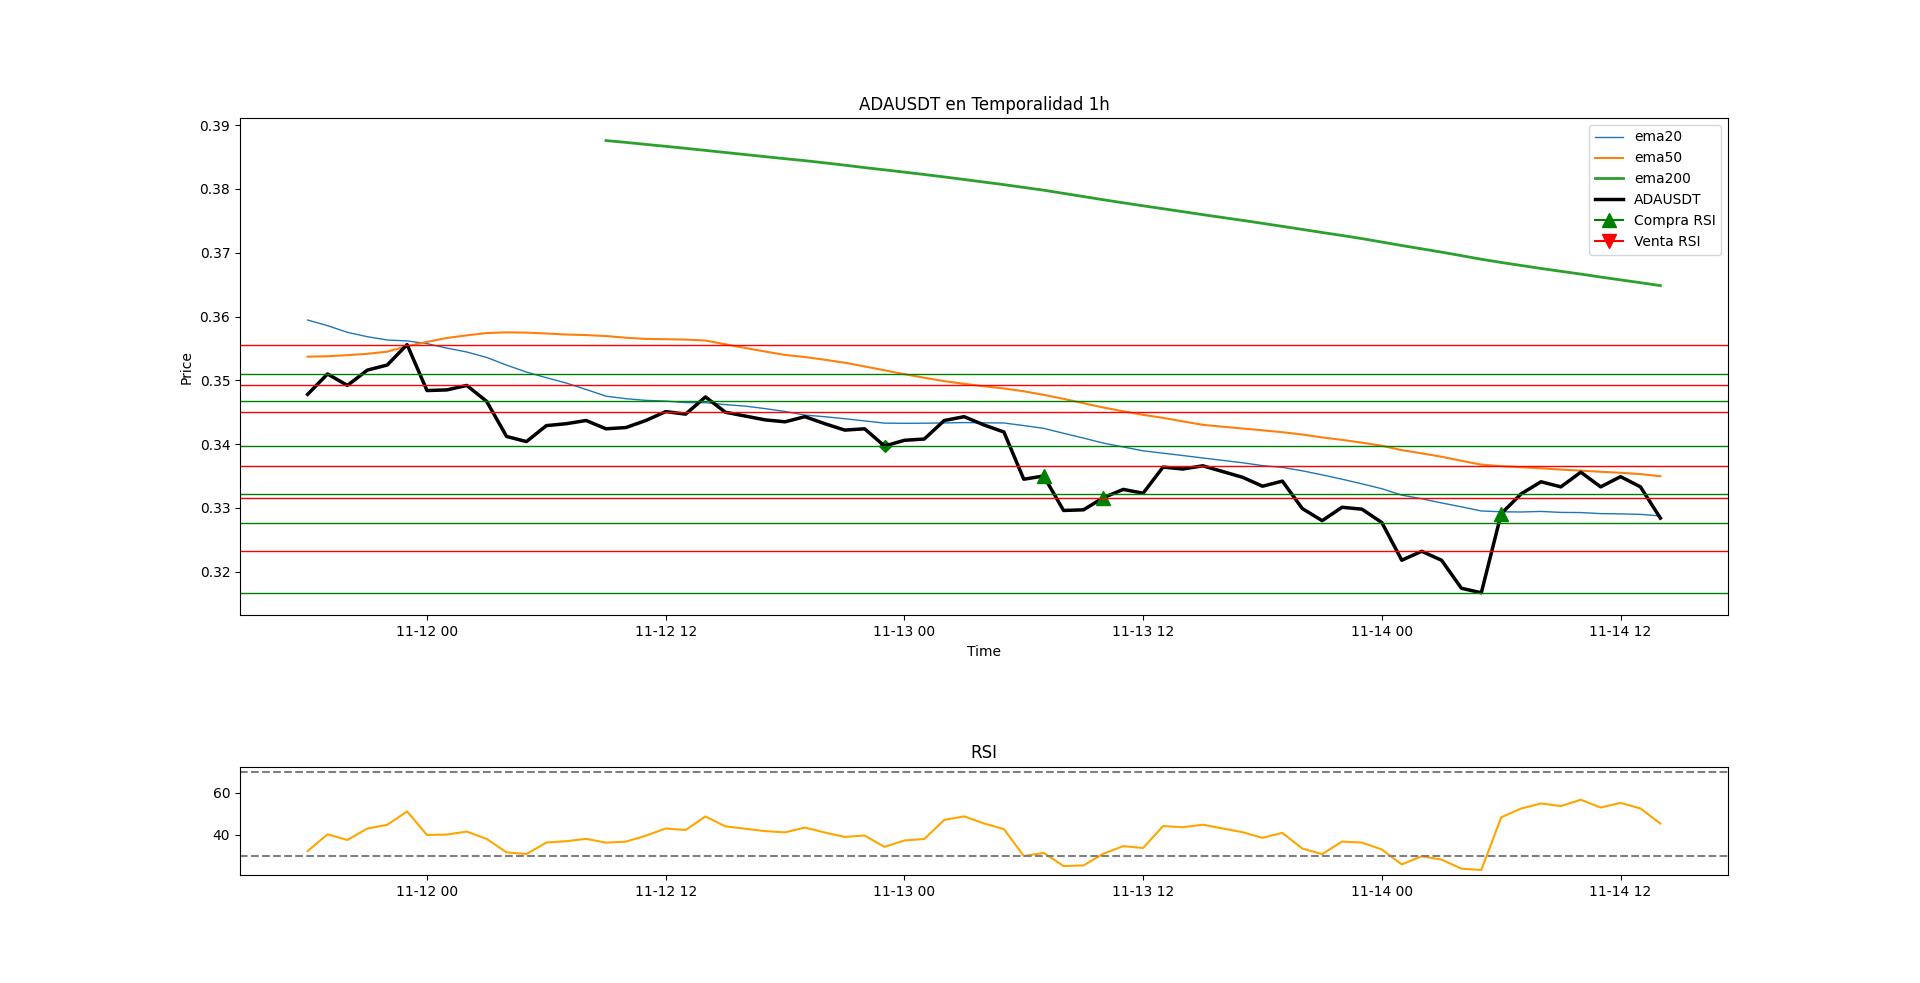 ADAUSDT en Temporalidad 1h
0.39
0.38
0.37
0.36
0.35
0.34
0.33
0.32
Price
ema20
ema50
ema200
ADAUSDT
Compra RSI
Venta RSI
11-12 00
11-12 12
11-13 00
11-13 12
11-14 00
11-14 12
Time
RSI
60
40
11-12 00
11-12 12
11-13 00
11-13 12
11-14 00
11-14 12